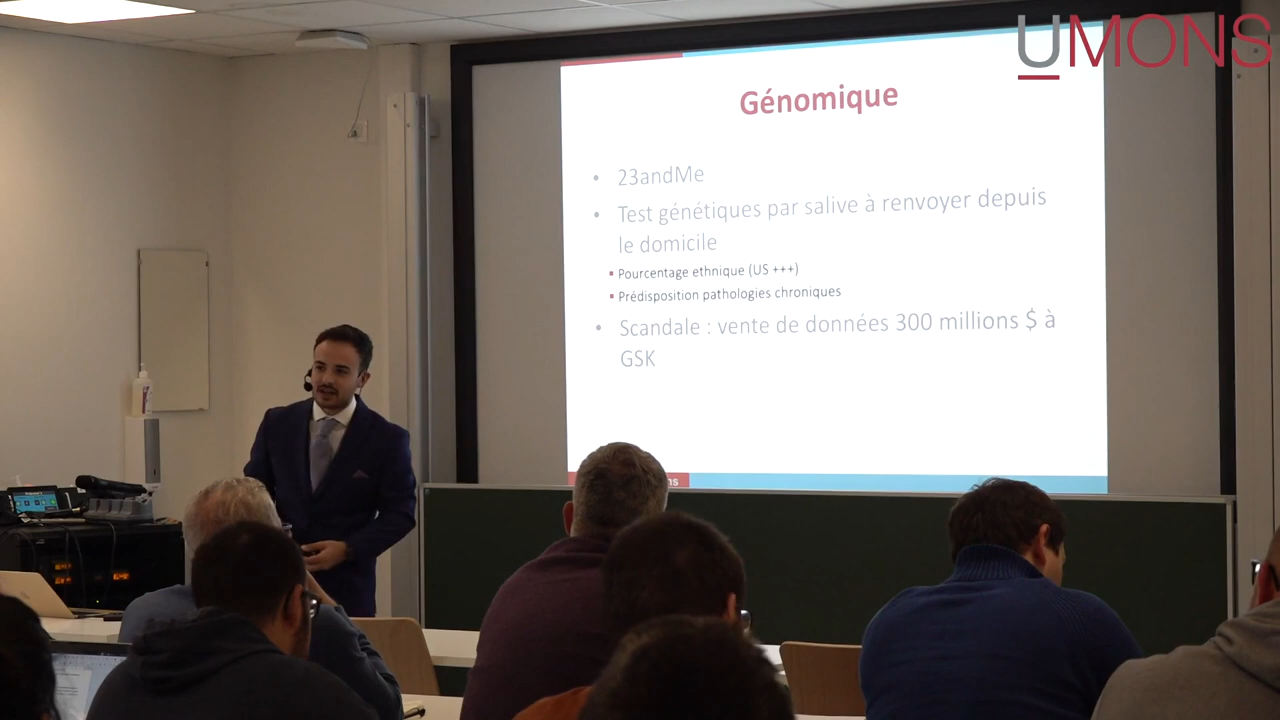 UMONS
Génomique
• 23andMe
• Test génétiques par salive à renvoyer depuis
le domicile
▪ Pourcentage ethnique (US +++)
▪ Prédisposition pathologies chroniques
• Scandale : vente de données 300 millions $ à
GSK
ns